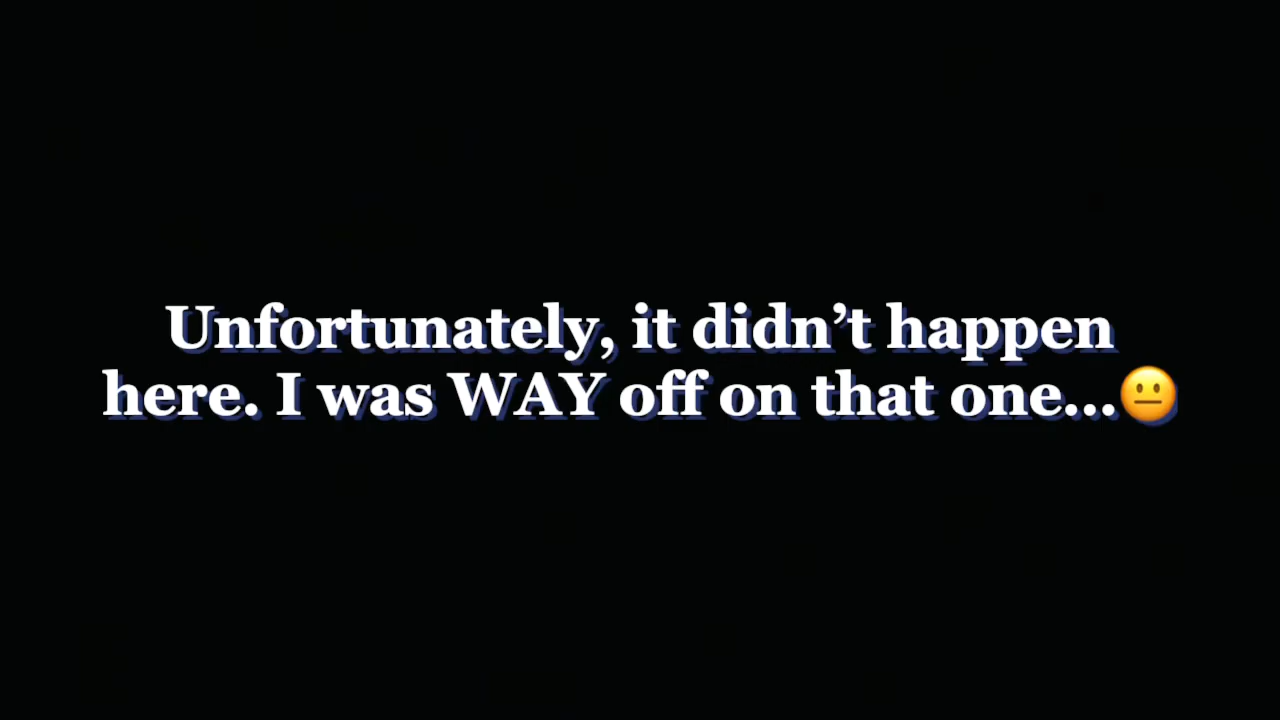 Unfortunately, it didn’t happen
here. I was WAY off on that one...😐